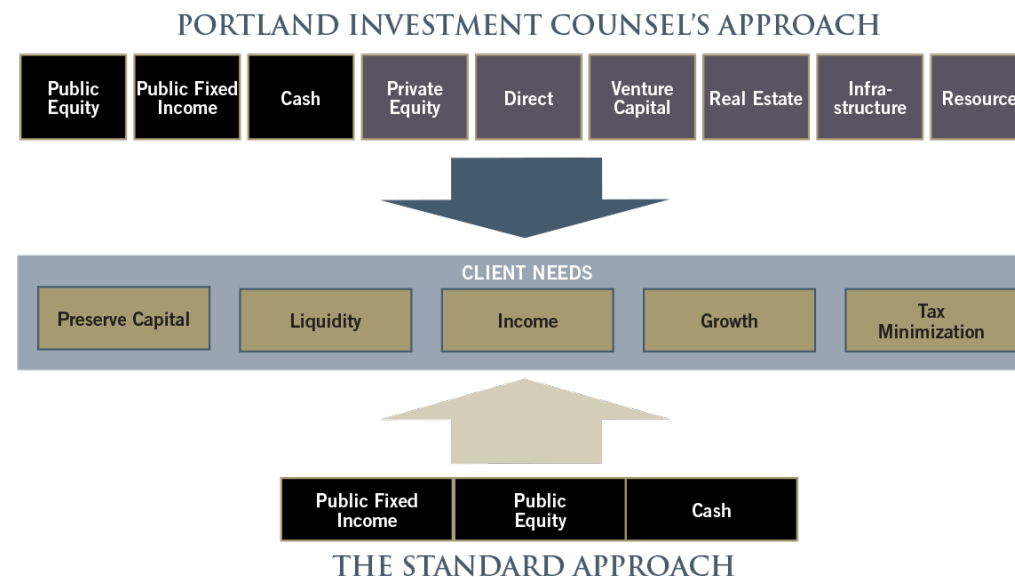 PORTLAND INVESTMENT COUNSEL'S APPROACH
Public
Equity
Public Fixed
Income
Cash
Private
Equity
Direct
Venture
Capital
Real Estate
Infra-
structure
Resource
CLIENT NEEDS
Preserve Capital
Liquidity
Income
Growth
Tax
Minimization
Public Fixed
Income
Public
Equity
Cash
THE STANDARD APPROACH